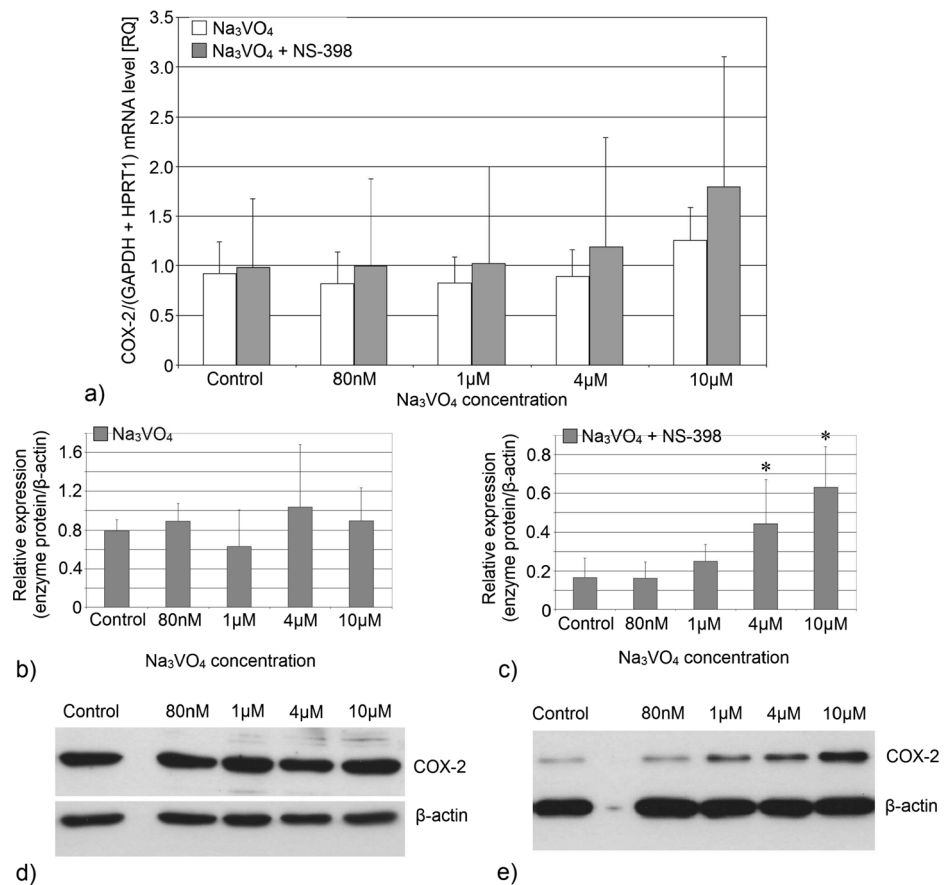 COX-2/(GAPDH + HPRT1) mRNA level [RQ]
3.5
3.0
2.5
2.0
1.5
1.0
0.5
0
Na₃VO₄
Na₃VO₄ + NS-398
Control 80nM 1µM 4µM 10µM
Na₃VO₄ concentration
a)
Relative expression
(enzyme protein/β-actin)
1.6
1.2
0.8
0.4
0
Na₃VO₄
Control 80nM 1µM 4µM 10µM
Na₃VO₄ concentration
b)
Relative expression
(enzyme protein/β-actin)
0.8
0.6
0.4
0.2
0
Na₃VO₄ + NS-398
* *
Control 80nM 1µM 4µM 10µM
Na₃VO₄ concentration
c)
Control 80nM 1µM 4µM 10µM
COX-2
β-actin
d)
Control 80nM 1µM 4µM 10µM
COX-2
β-actin
e)